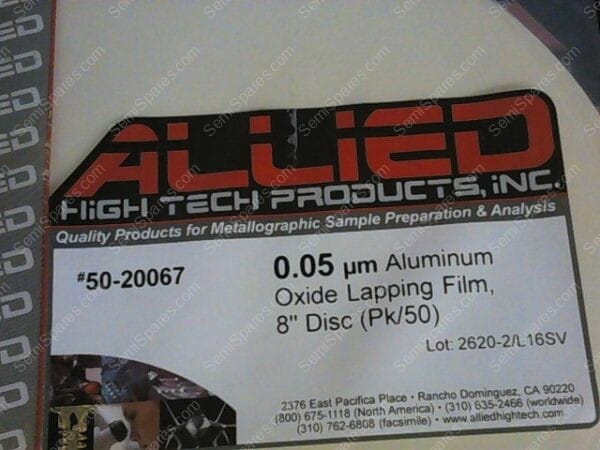 ALLiED
HiGH TECH PRODUCTS, iNC.
Quality Products for Metallographic Sample Preparation & Analysis
#50-20067
0.05 µm Aluminum
Oxide Lapping Film,
8" Disc (Pk/50)
Lot: 2620-2/L16SV
2376 East Pacifica Place • Rancho Dominguez, CA 90220
(800) 675-1118 (North America) • (310) 635-2466 (worldwide)
(310) 762-6808 (facsimile) • www.alliedhightech.com
SemiSpares.com